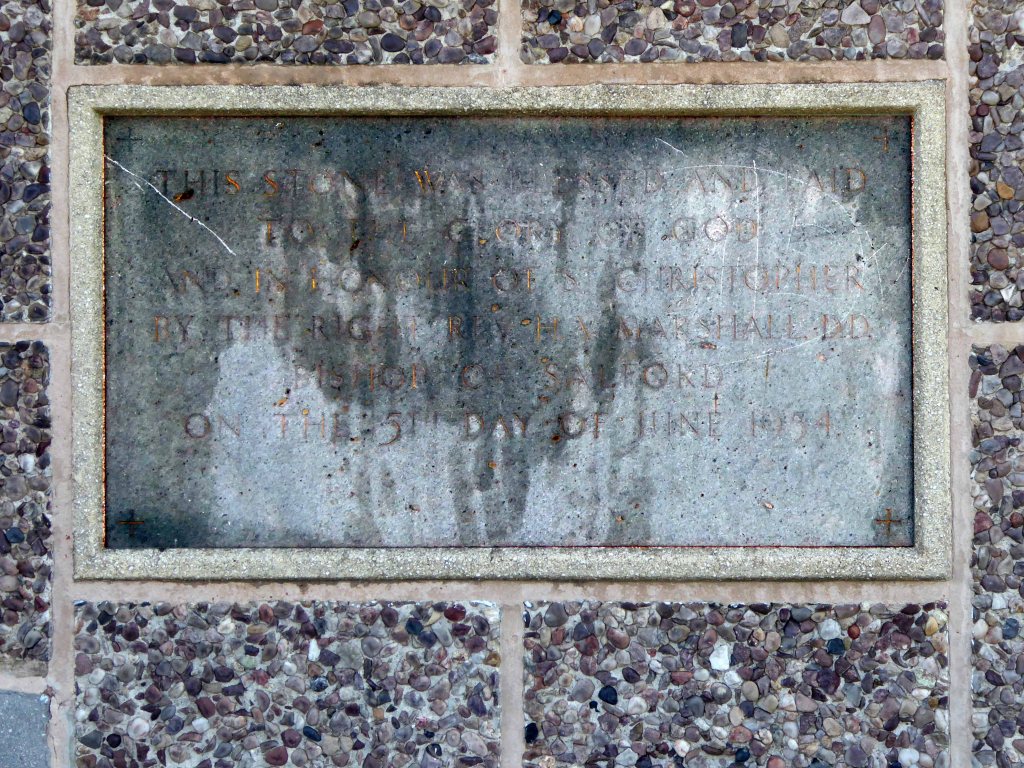 THIS STONE WAS BLESSED AND LAID
TO THE GLORY OF GOD
AND IN HONOUR OF ST CHRISTOPHER
BY THE RIGHT REV. H.V. MARSHALL D.D.
BISHOP OF SALFORD
ON THE 5TH DAY OF JUNE 1954.